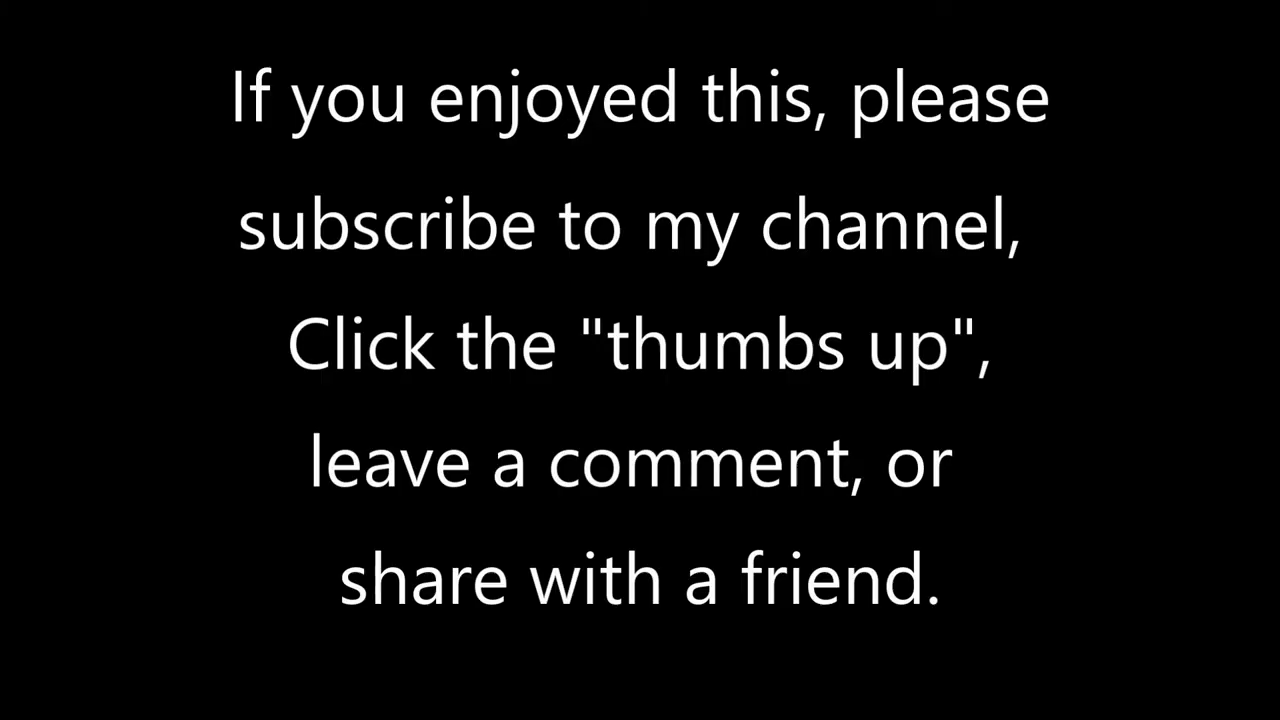 If you enjoyed this, please
subscribe to my channel,
Click the "thumbs up",
leave a comment, or
share with a friend.